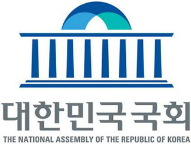 대한민국국회
THE NATIONAL ASSEMBLY OF THE REPUBLIC OF KOREA